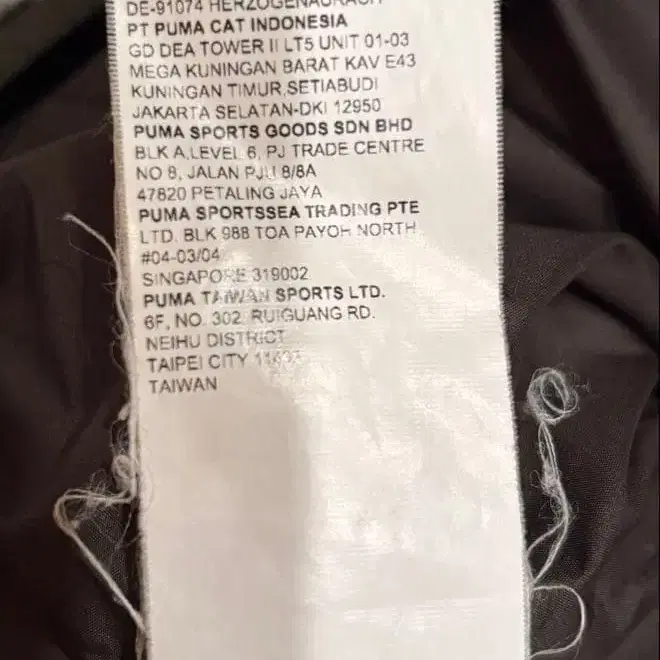 DE-91074 HERZOGENAURACH
PT PUMA CAT INDONESIA
GD DEA TOWER II LT5 UNIT 01-03
MEGA KUNINGAN BARAT KAV E43
KUNINGAN TIMUR,SETIABUDI
JAKARTA SELATAN-DKI 12950
PUMA SPORTS GOODS SDN BHD
BLK A,LEVEL 6, PJ TRADE CENTRE
NO 8, JALAN PJU 8/8A
47820 PETALING JAYA
PUMA SPORTSSEA TRADING PTE
LTD. BLK 988 TOA PAYOH NORTH
#04-03/04
SINGAPORE 319002
PUMA TAIWAN SPORTS LTD.
6F, NO. 302, RUIGUANG RD.
NEIHU DISTRICT
TAIPEI CITY
TAIWAN